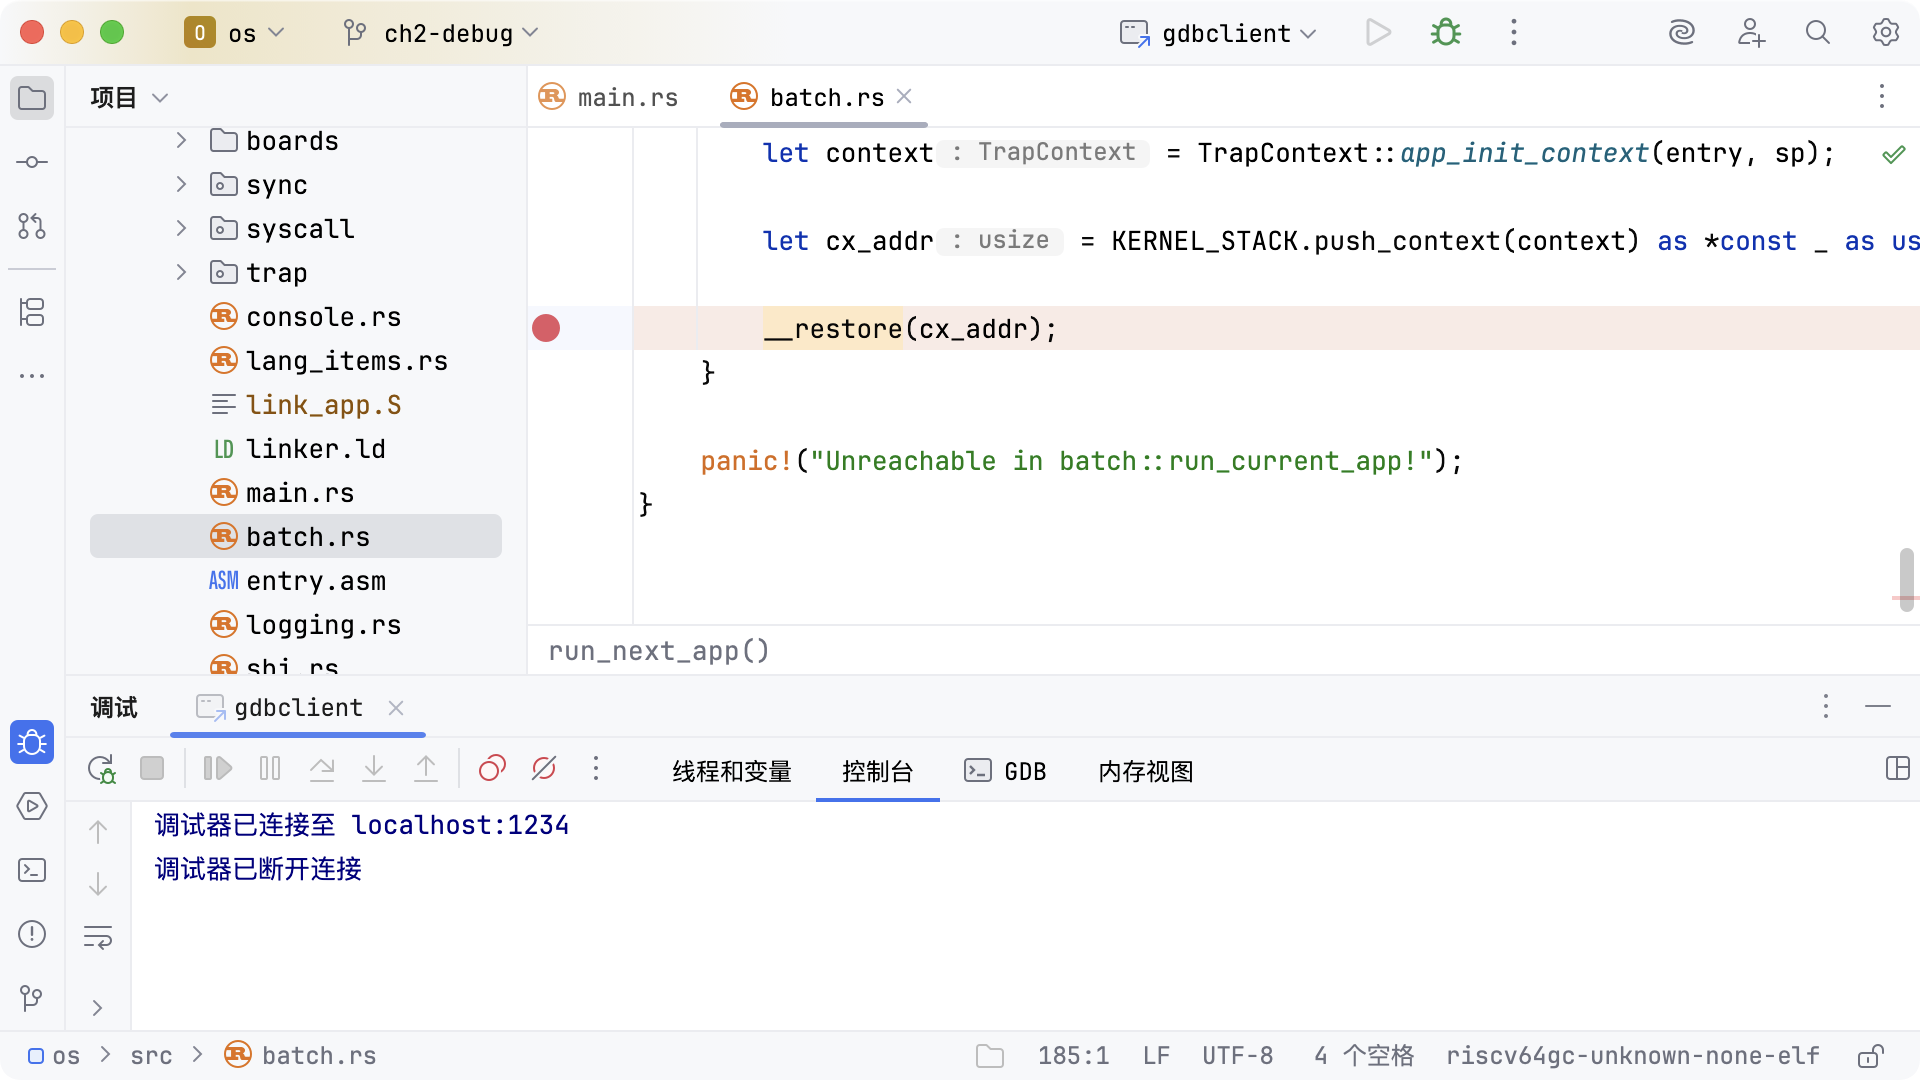 O os ch2-debug gdbclient
项目
main.rs batch.rs
boards
sync
syscall
trap
console.rs
lang_items.rs
link_app.S
LD linker.ld
main.rs
batch.rs
ASM entry.asm
logging.rs
sbi.rs
let context : TrapContext = TrapContext::app_init_context(entry, sp);
let cx_addr : usize = KERNEL_STACK.push_context(context) as *const _ as us
__restore(cx_addr);
}
panic!("Unreachable in batch::run_current_app!");
}
run_next_app()
调试 gdbclient
线程和变量 控制台 GDB 内存视图
调试器已连接至 localhost:1234
调试器已断开连接
os > src > batch.rs 185:1 LF UTF-8 4 个空格 riscv64gc-unknown-none-elf